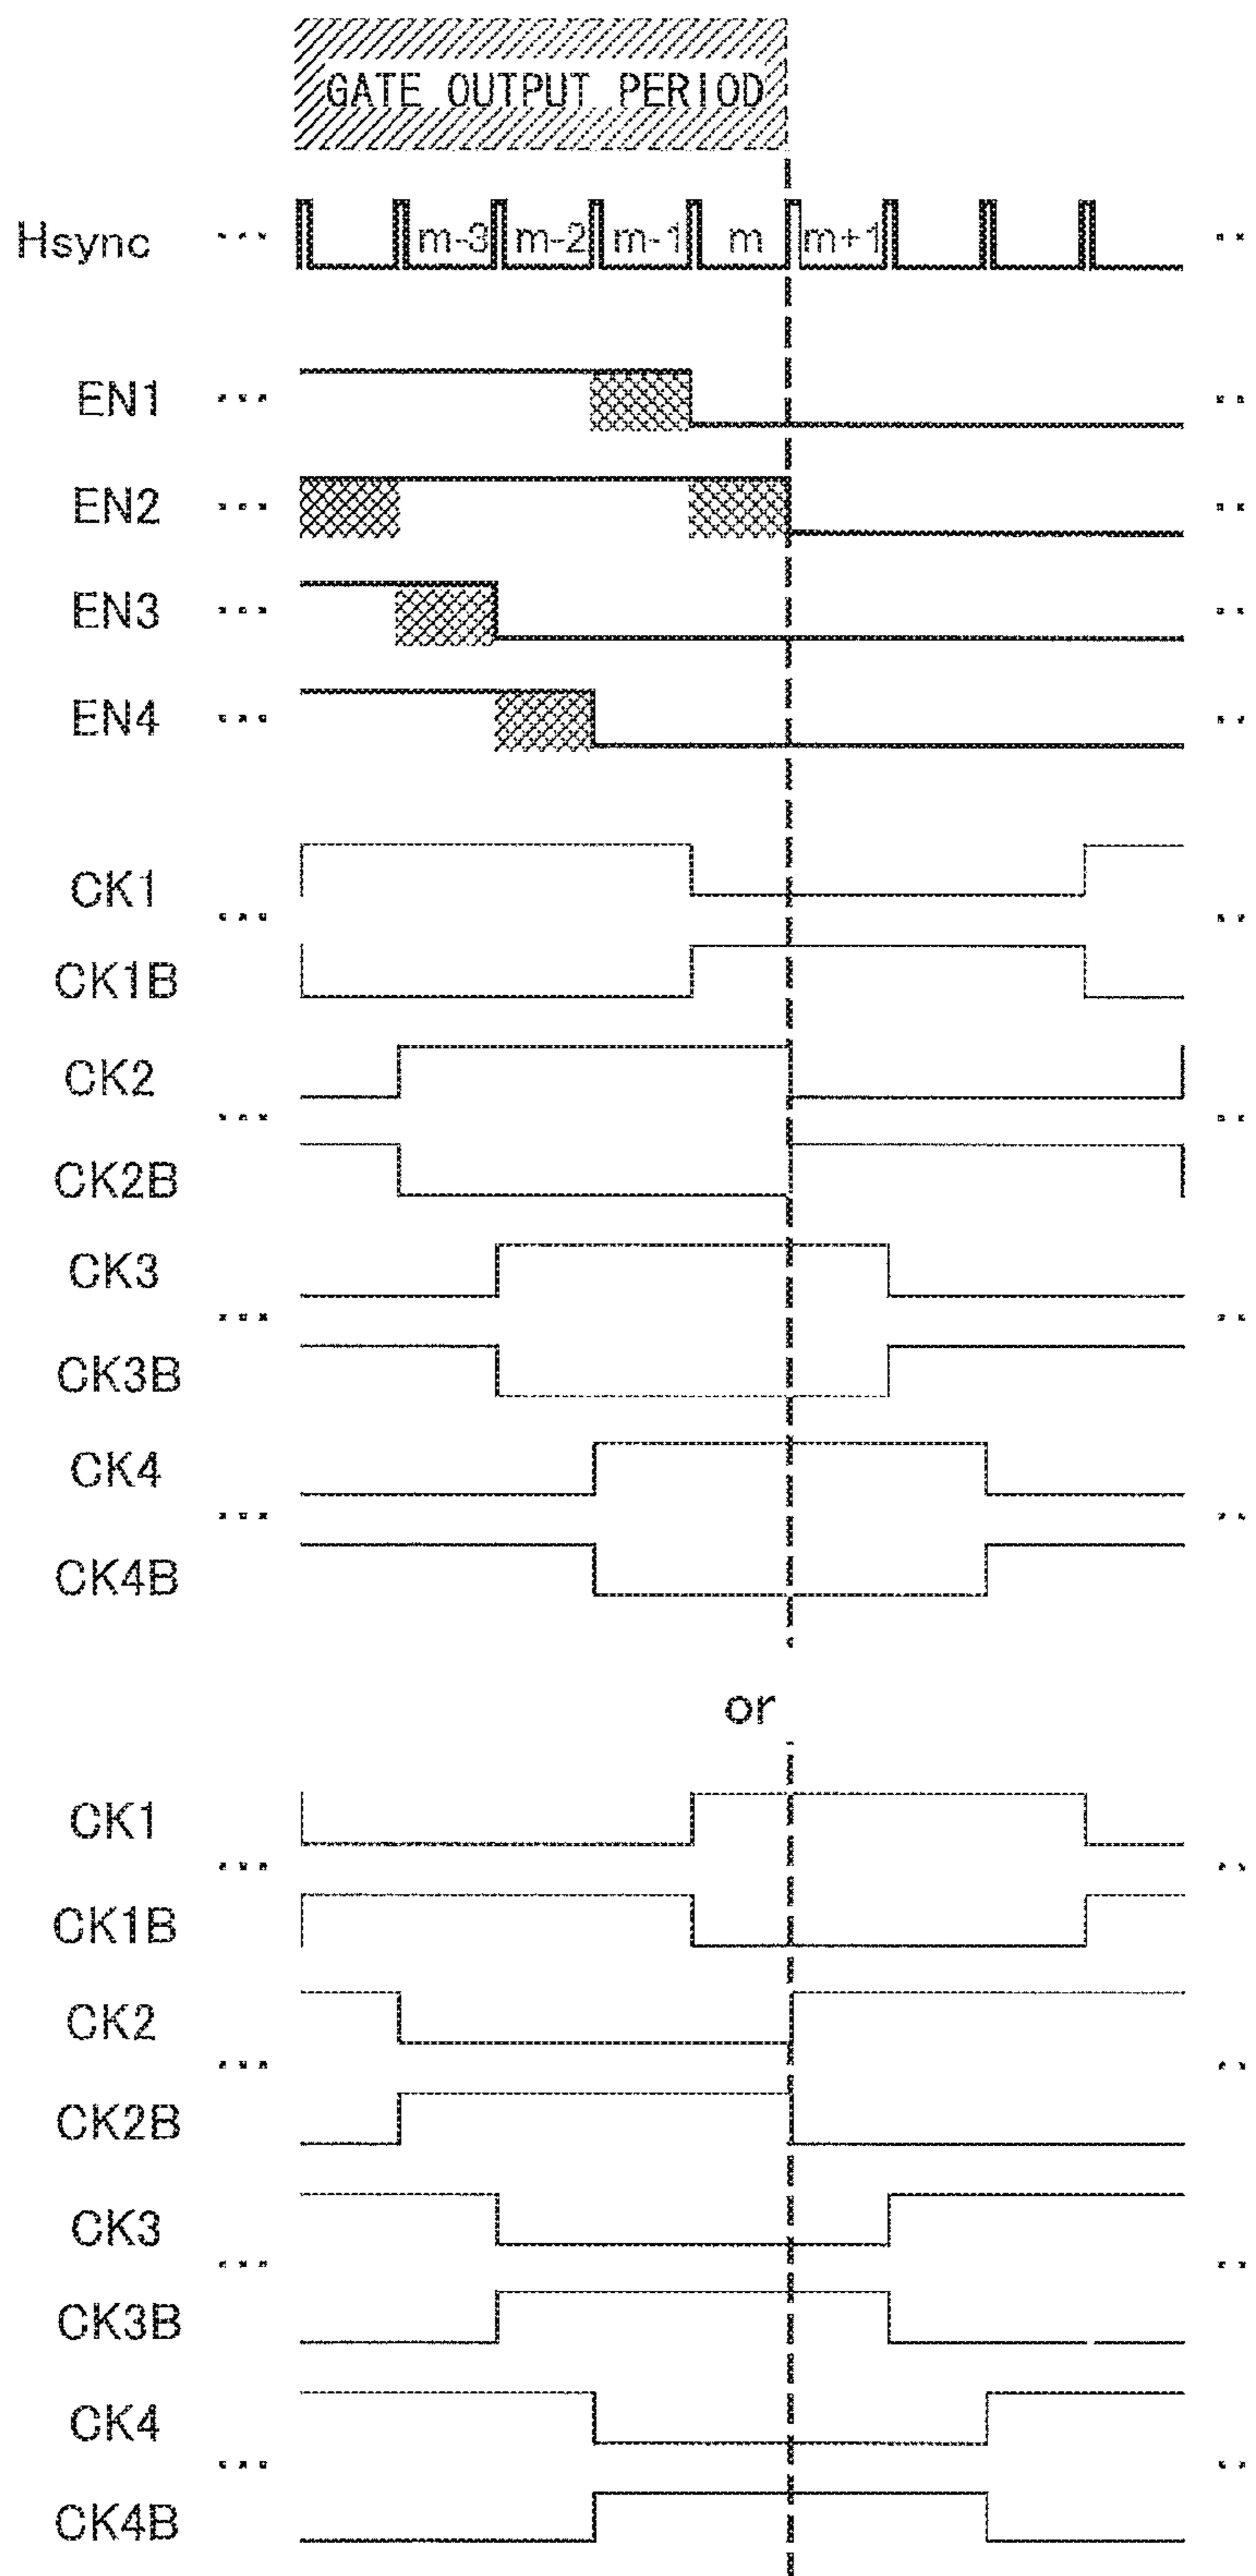 GATE OUTPUT PERIOD
Hsync ... m-3 m-2 m-1 m m+1 ..
EN1 ... ..
EN2 ... ..
EN3 ... ..
EN4 ... ..
CK1
... ..
CK1B
CK2
... ..
CK2B
CK3
... ..
CK3B
CK4
... ..
CK4B
or
CK1
... ..
CK1B
CK2
... ..
CK2B
CK3
... ..
CK3B
CK4
... ..
CK4B